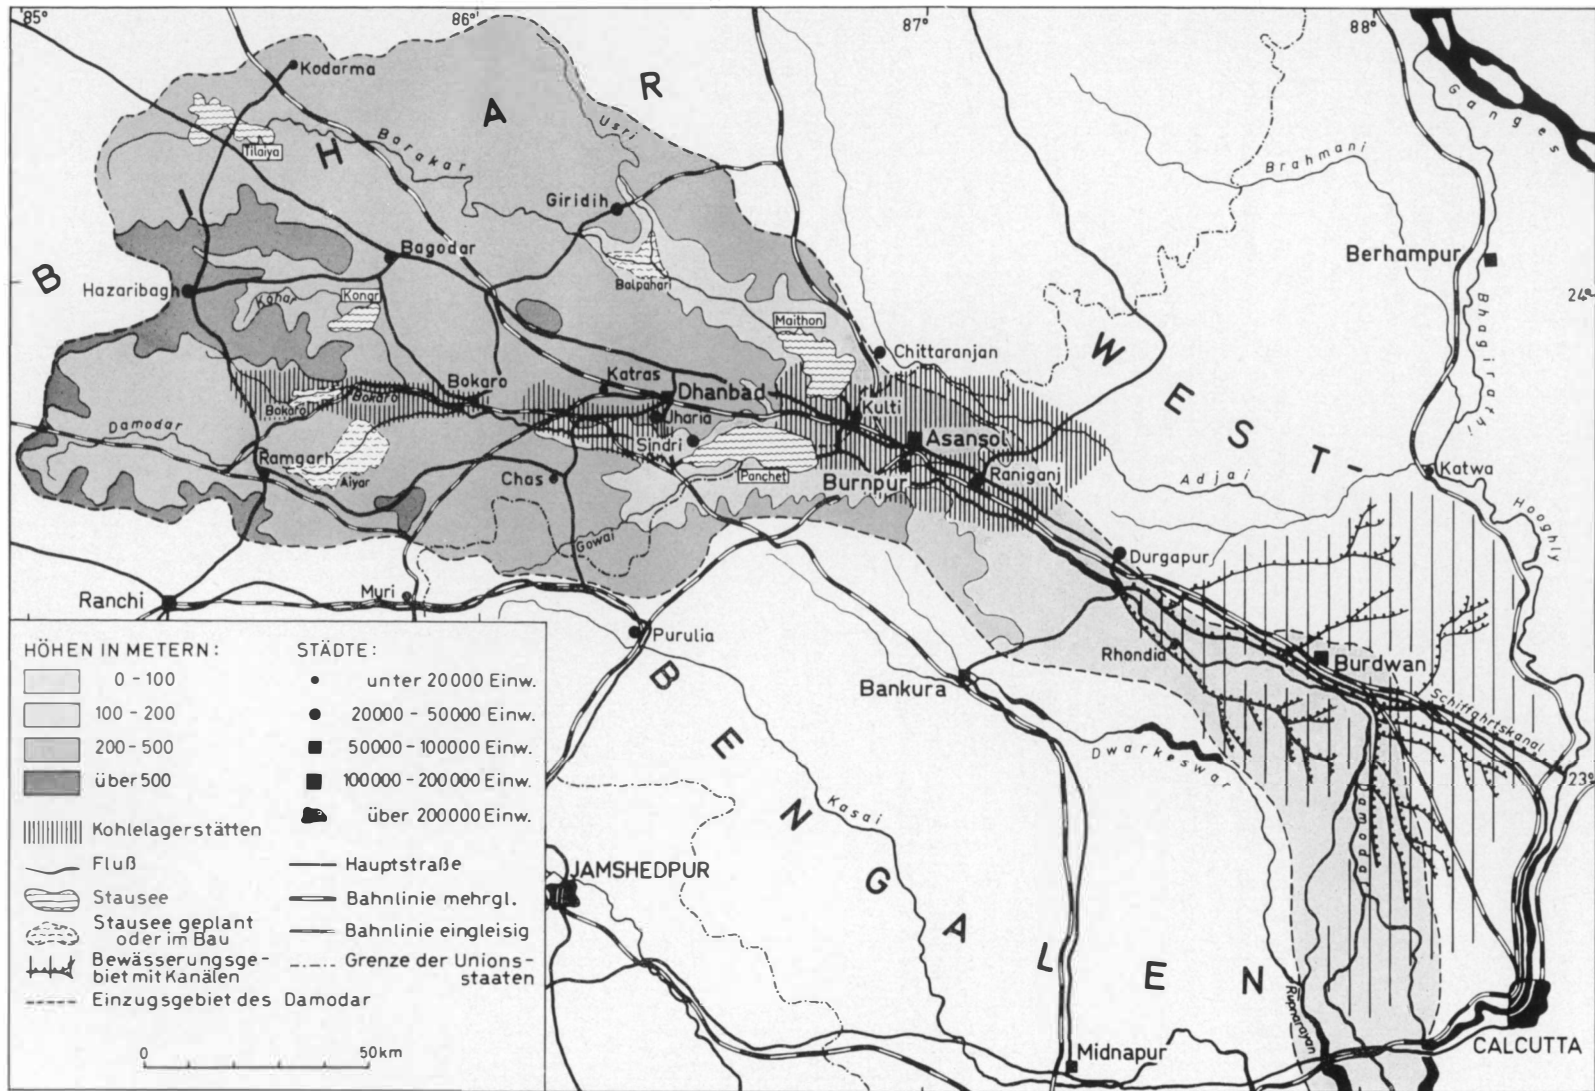 85°
86°
87°
88°
Kodarma
B I H A R
Usri
Ganges
Tilaiya
Barakar
Brahmani
Giridih
Bagodar
Berhampur
Balpahari
Hazaribagh
Konar
Konar
24°
Maithon
Bhagirathi
Chittaranjan
WEST-
Katras
Bokaro
Dhanbad
Bokaro
Bokaro
Jharia
Kulti
Damodar
Sindri
Asansol
Ramgarh
Chas
Panchet
Burnpur
Raniganj
Katwa
Aiyar
Adjai
Hooghly
Gowai
Durgapur
Ranchi
Muri
Purulia
Rhondia
Burdwan
Bankura
Schiffahrtskanal
Dwarkeswar
23°
Kasai
Damodar
BENGALEN
JAMSHEDPUR
Rupnarayan
Midnapur
CALCUTTA
HÖHEN IN METERN:
0 - 100
100 - 200
200 - 500
über 500
Kohlelagerstätten
Fluß
Stausee
Stausee geplant
oder im Bau
Bewässerungsge-
biet mit Kanälen
Einzugsgebiet des Damodar
STÄDTE:
unter 20000 Einw.
20000 - 50000 Einw.
50000 - 100000 Einw.
100000 - 200000 Einw.
über 200000 Einw.
Hauptstraße
Bahnlinie mehrgl.
Bahnlinie eingleisig
Grenze der Unions-
staaten
0
50km